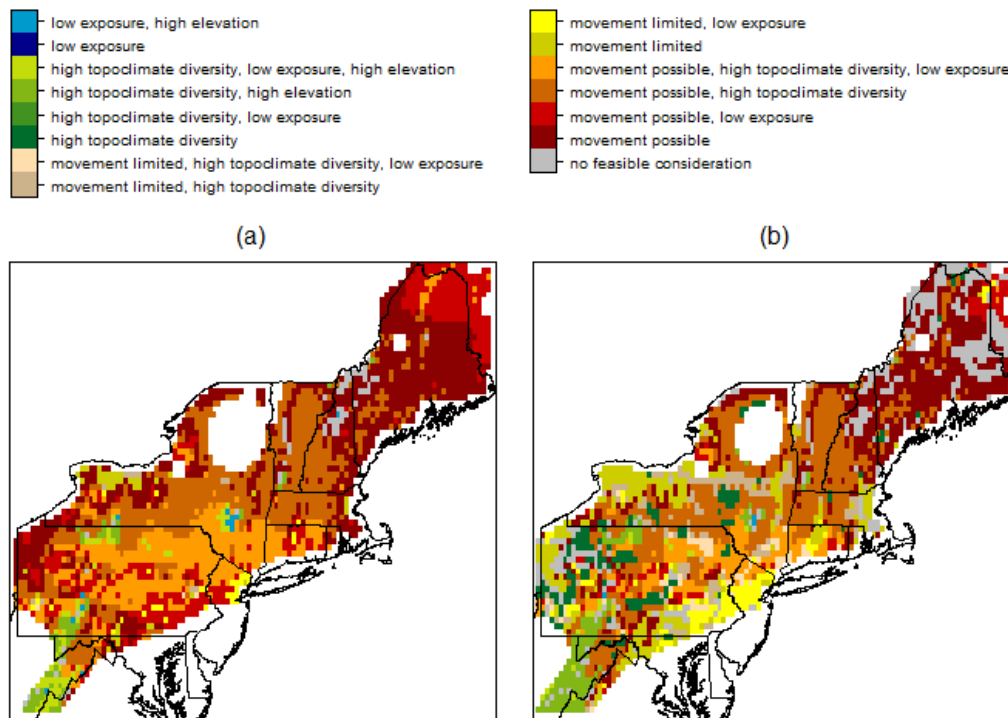 low exposure, high elevation
low exposure
high topoclimate diversity, low exposure, high elevation
high topoclimate diversity, high elevation
high topoclimate diversity, low exposure
high topoclimate diversity
movement limited, high topoclimate diversity, low exposure
movement limited, high topoclimate diversity
movement limited, low exposure
movement limited
movement possible, high topoclimate diversity, low exposure
movement possible, high topoclimate diversity
movement possible, low exposure
movement possible
no feasible consideration
(a)
(b)